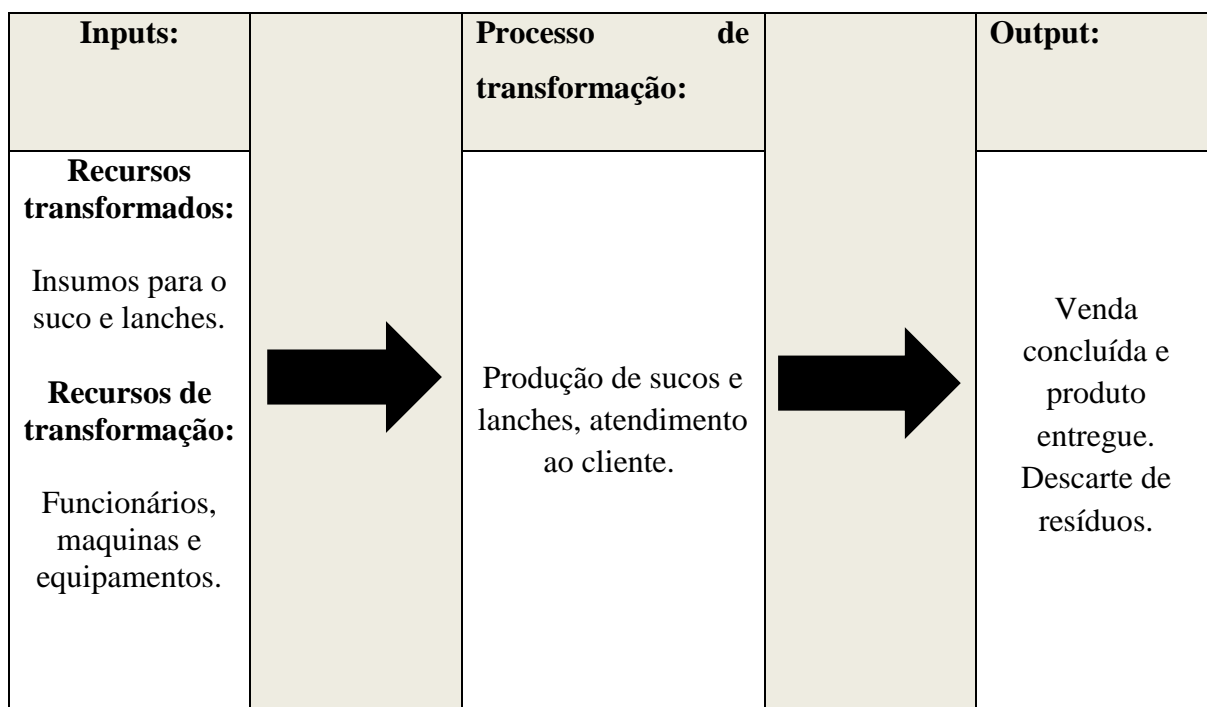 Inputs:
Recursos
transformados:
Insumos para o
suco e lanches.
Recursos de
transformação:
Funcionários,
maquinas e
equipamentos.
Processo de
transformação:
Produção de sucos e
lanches, atendimento
ao cliente.
Output:
Venda
concluída e
produto
entregue.
Descarte de
resíduos.